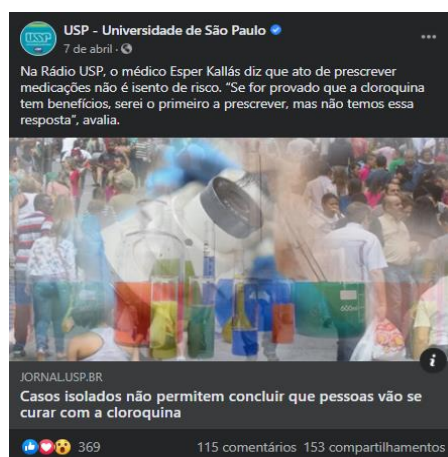 USP
USP - Universidade de São Paulo
7 de abril ·
Na Rádio USP, o médico Esper Kallás diz que ato de prescrever
medicações não é isento de risco. "Se for provado que a cloroquina
tem benefícios, serei o primeiro a prescrever, mas não temos essa
resposta", avalia.
600ml
i
JORNAL.USP.BR
Casos isolados não permitem concluir que pessoas vão se
curar com a cloroquina
369 115 comentários 153 compartilhamentos